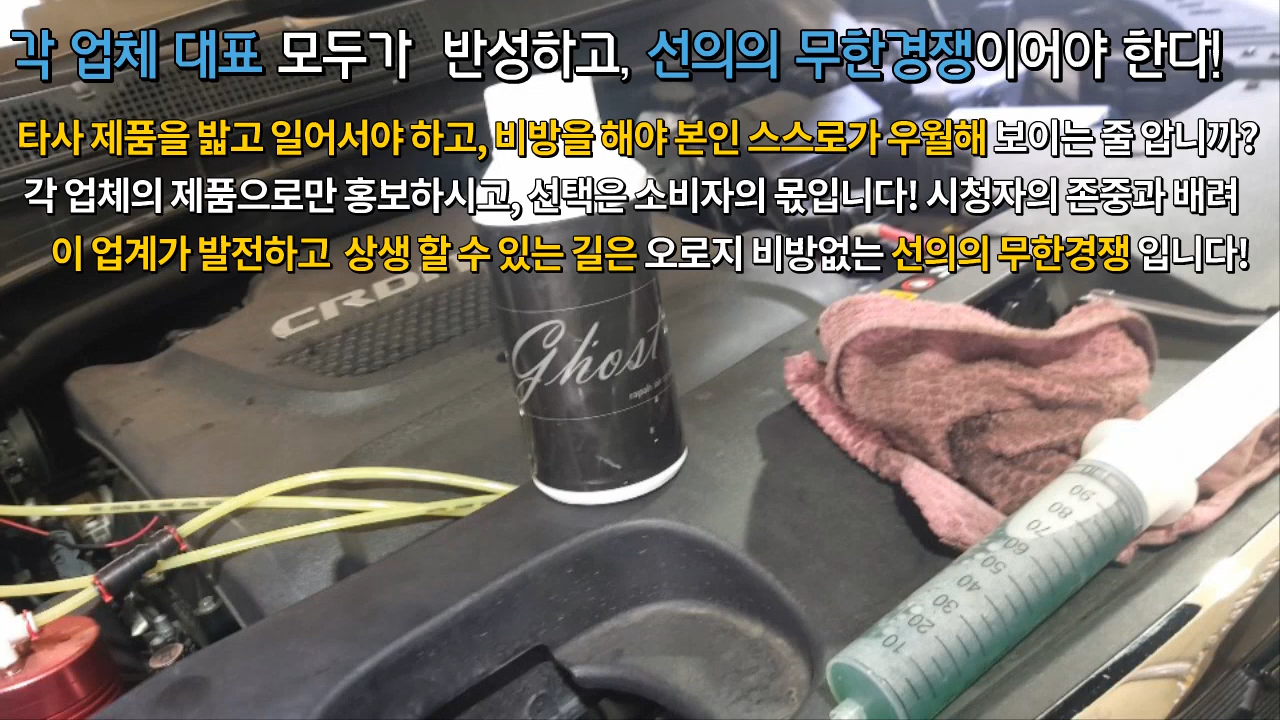 각 업체 대표 모두가 반성하고, 선의의 무한경쟁이어야 한다!
타사 제품을 밟고 일어서야 하고, 비방을 해야 본인 스스로가 우월해 보이는 줄 압니까?
각 업체의 제품으로만 홍보하시고, 선택은 소비자의 몫입니다! 시청자의 존중과 배려
이 업계가 발전하고 상생 할 수 있는 길은 오로지 비방없는 선의의 무한경쟁 입니다!
Ghost
90
80
70
60
50
40
30
20
10